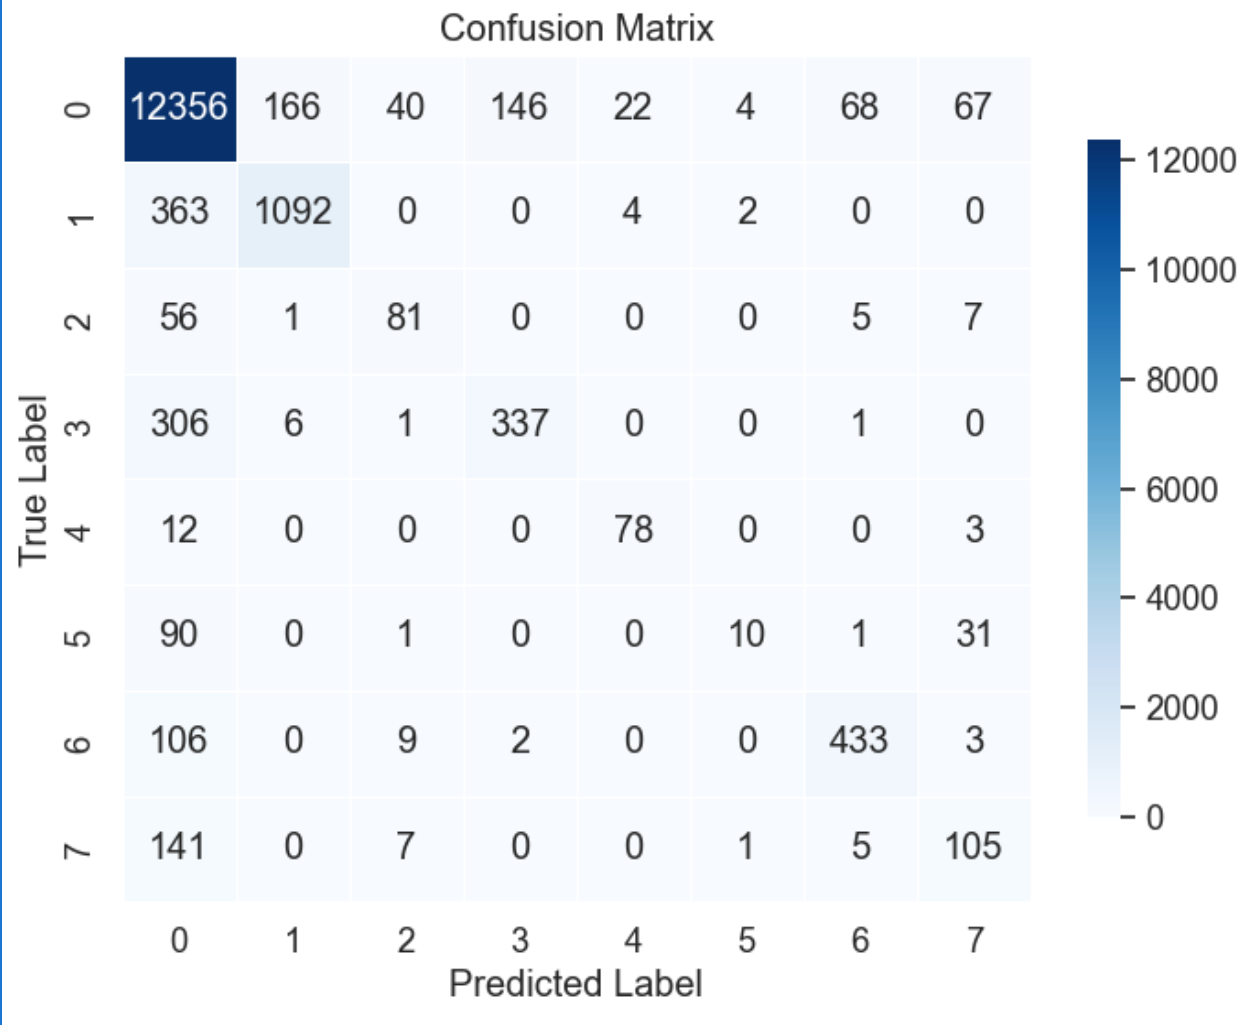 Confusion Matrix
0 12356 166 40 146 22 4 68 67
1 363 1092 0 0 4 2 0 0
2 56 1 81 0 0 0 5 7
3 306 6 1 337 0 0 1 0
4 12 0 0 0 78 0 0 3
5 90 0 1 0 0 10 1 31
6 106 0 9 2 0 0 433 3
7 141 0 7 0 0 1 5 105
0 1 2 3 4 5 6 7
Predicted Label
True Label
12000
10000
8000
6000
4000
2000
0